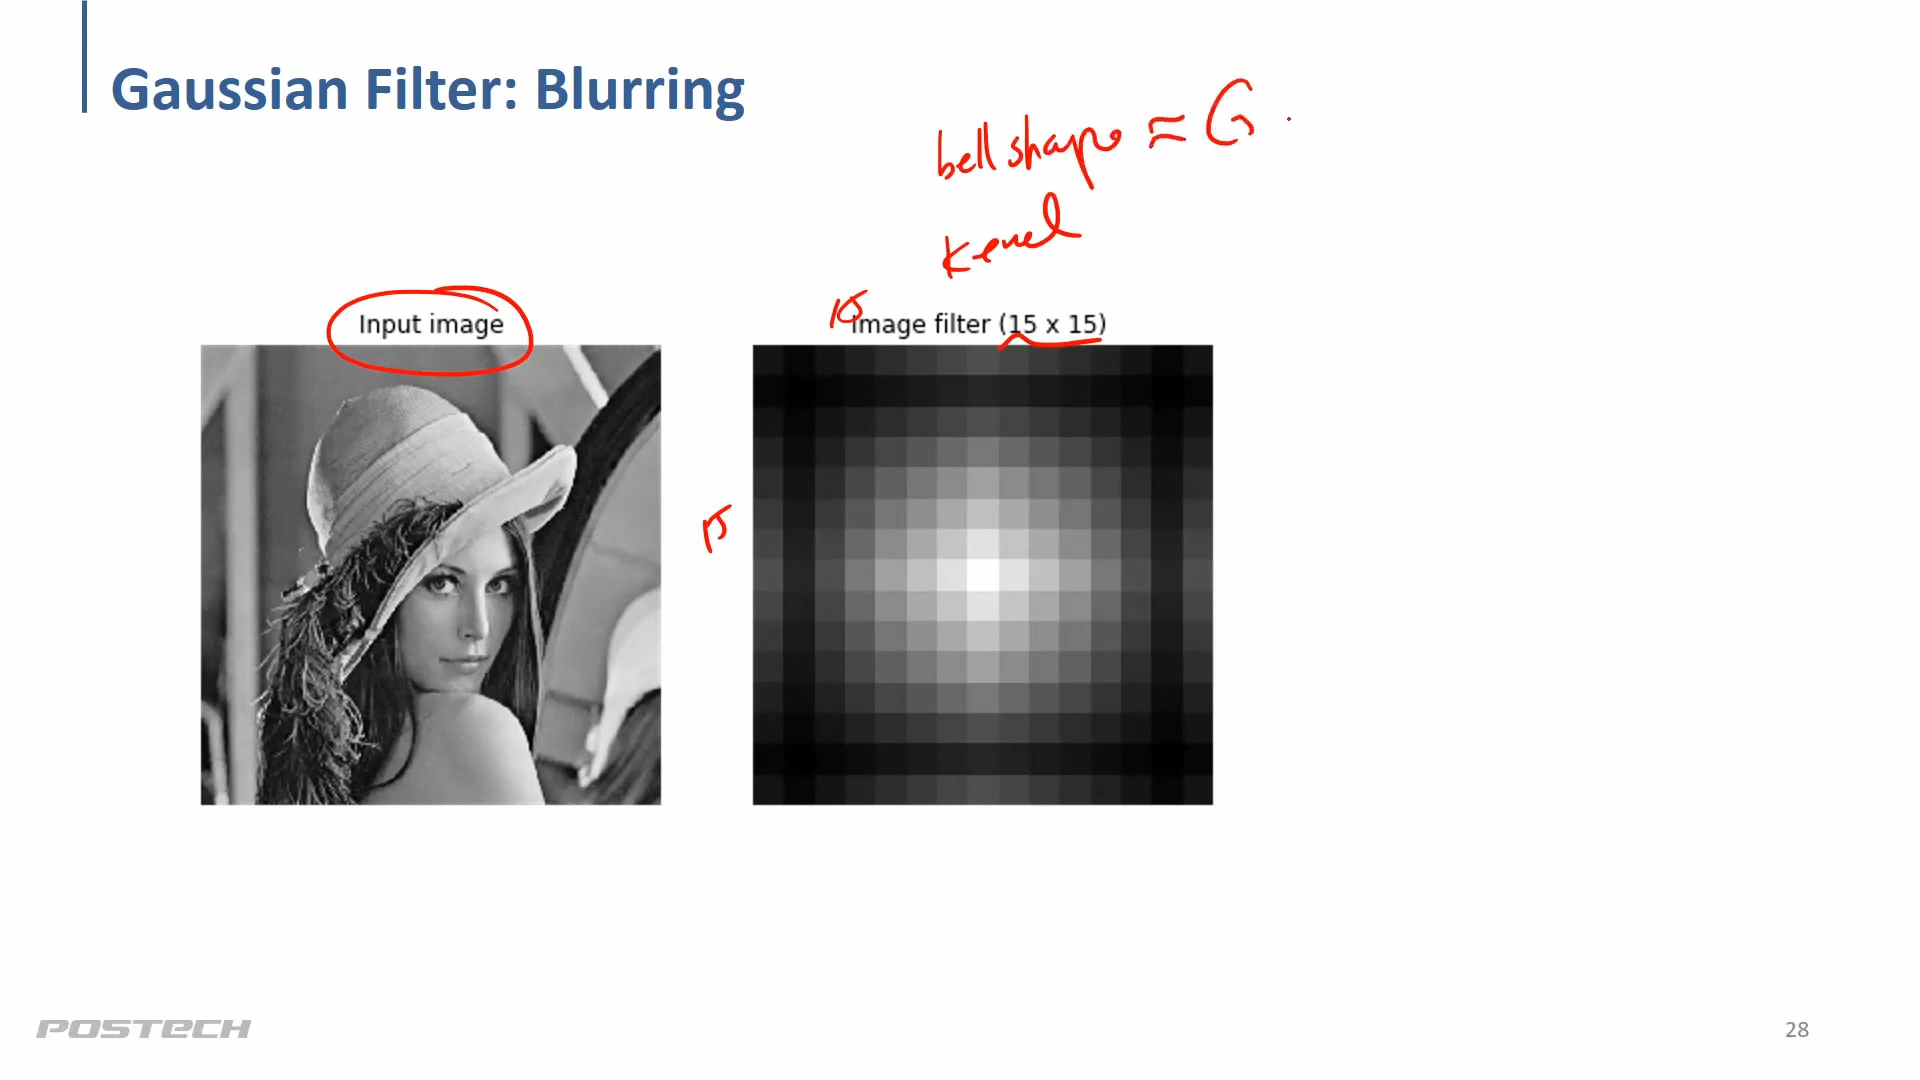 Gaussian Filter: Blurring
bell shape ≈ G
kernel
Input image
15
Image filter (15 x 15)
15
POSTECH
28